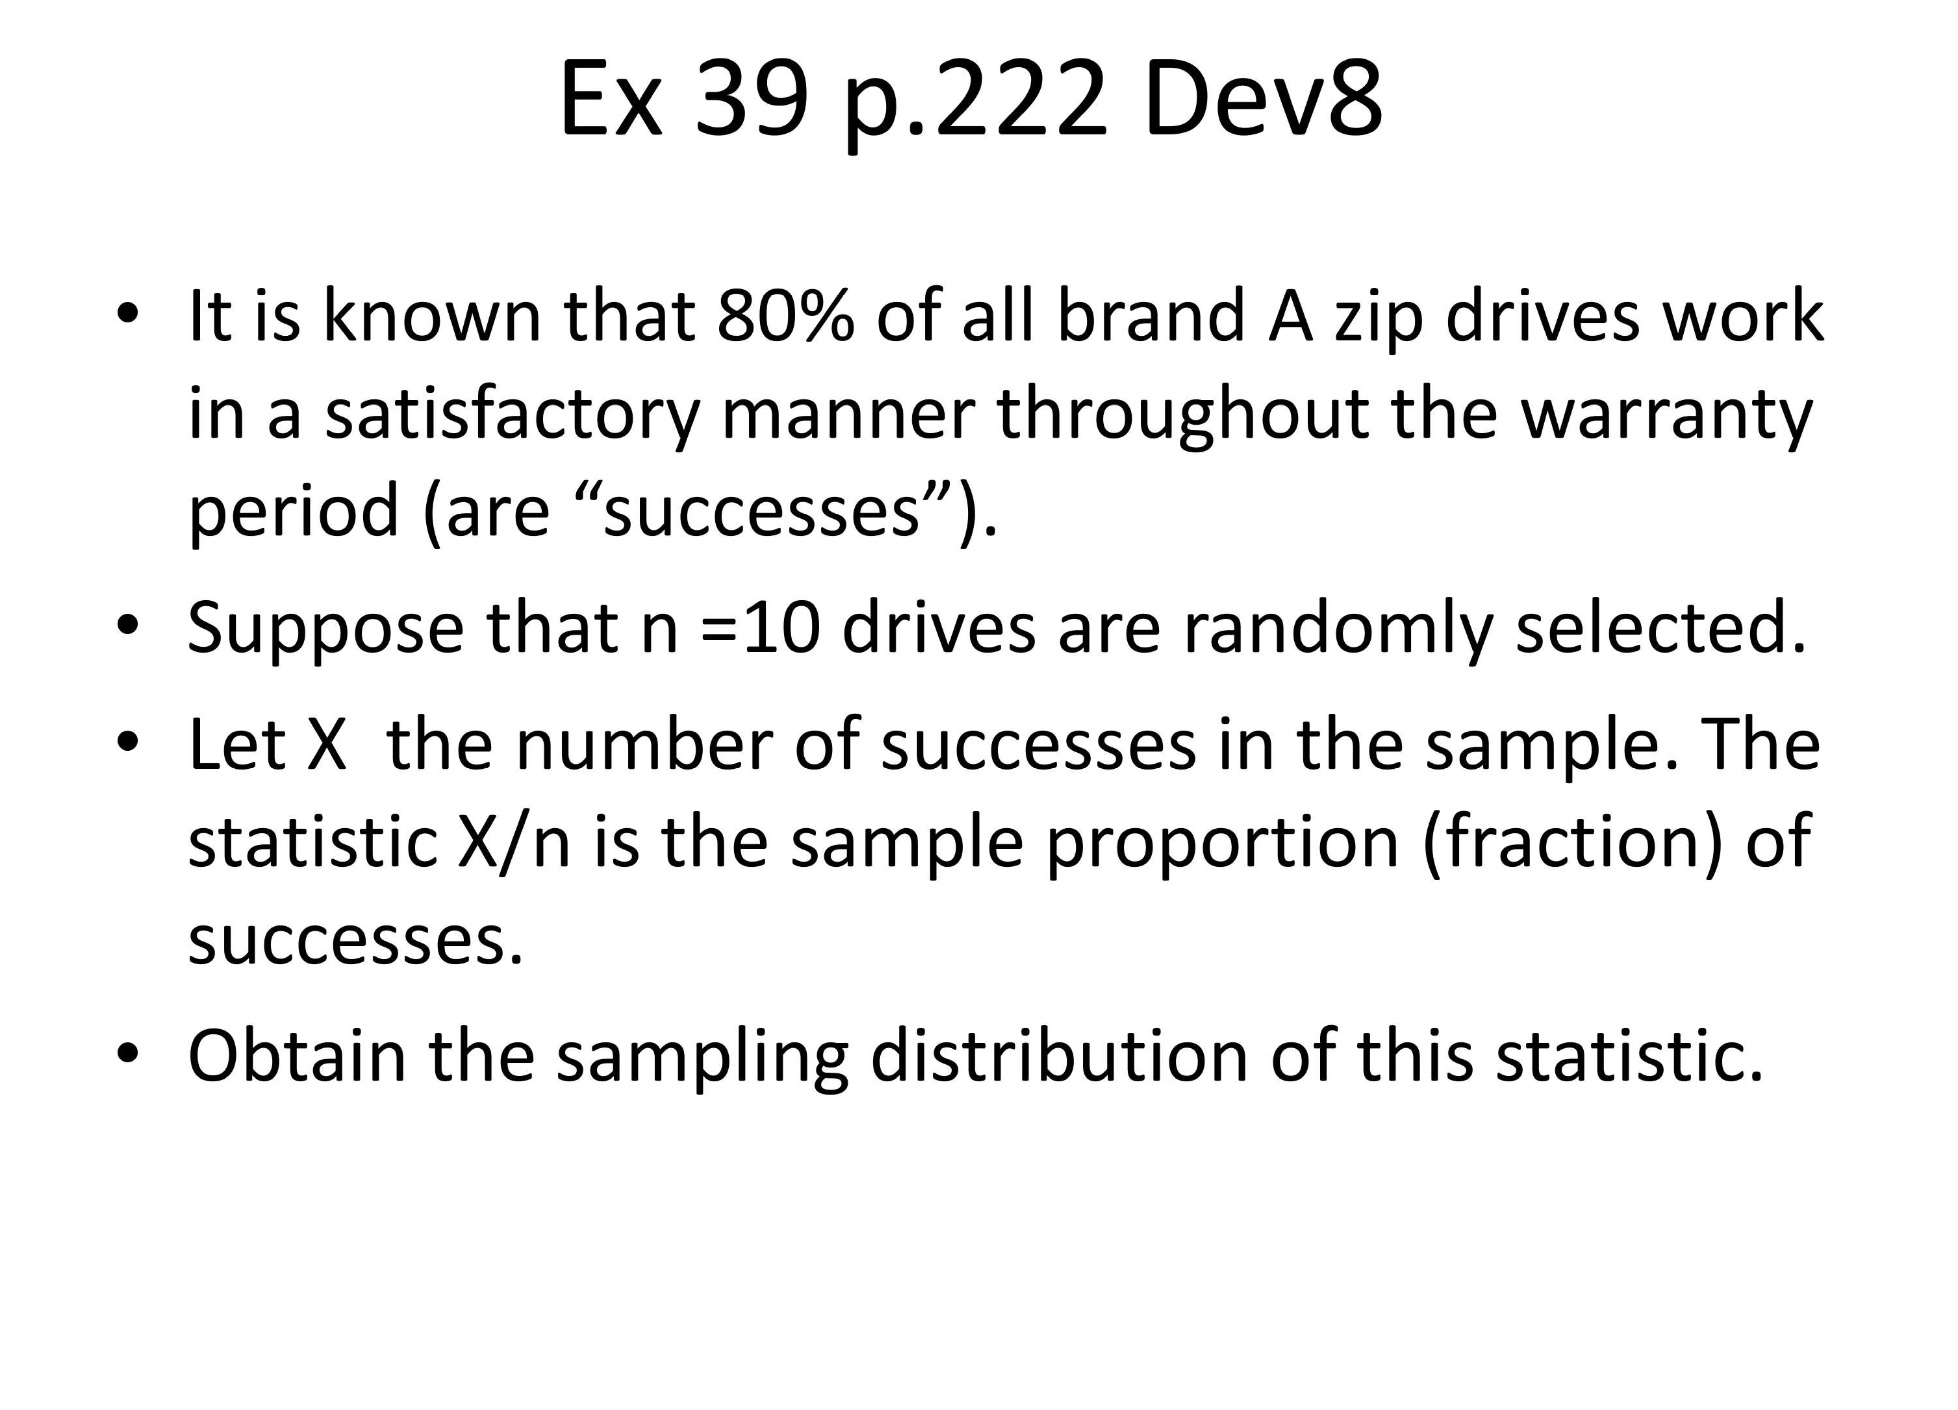 Ex 39 p.222 Dev8
• It is known that 80% of all brand A zip drives work
in a satisfactory manner throughout the warranty
period (are “successes”).
• Suppose that n =10 drives are randomly selected.
• Let X  the number of successes in the sample. The
statistic X/n is the sample proportion (fraction) of
successes.
• Obtain the sampling distribution of this statistic.